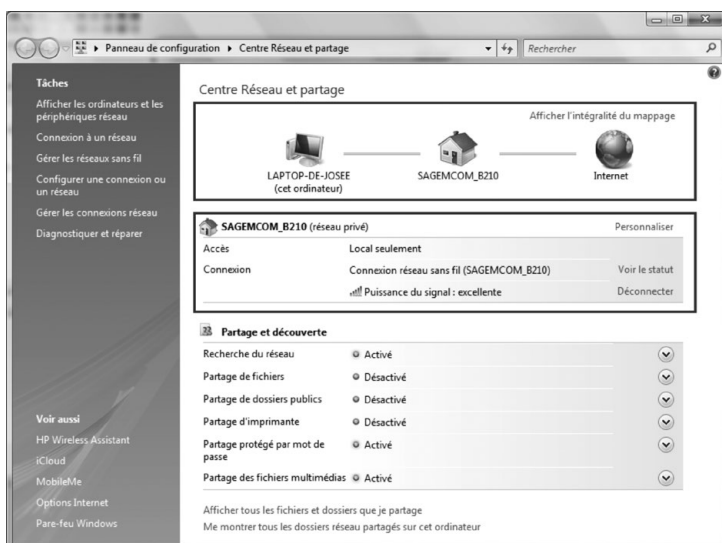 Panneau de configuration ▸ Centre Réseau et partage
Rechercher
Tâches
Afficher les ordinateurs et les
périphériques réseau
Connexion à un réseau
Gérer les réseaux sans fil
Configurer une connexion ou
un réseau
Gérer les connexions réseau
Diagnostiquer et réparer
Voir aussi
HP Wireless Assistant
iCloud
MobileMe
Options Internet
Pare-feu Windows
Centre Réseau et partage
Afficher l'intégralité du mappage
LAPTOP-DE-JOSEE
(cet ordinateur)
SAGEMCOM_B210
Internet
SAGEMCOM_B210 (réseau privé) Personnaliser
Accès Local seulement
Connexion Connexion réseau sans fil (SAGEMCOM_B210) Voir le statut
Puissance du signal : excellente Déconnecter
Partage et découverte
Recherche du réseau Activé
Partage de fichiers Désactivé
Partage de dossiers publics Désactivé
Partage d'imprimante Désactivé
Partage protégé par mot de
passe Activé
Partage des fichiers multimédias Activé
Afficher tous les fichiers et dossiers que je partage
Me montrer tous les dossiers réseau partagés sur cet ordinateur